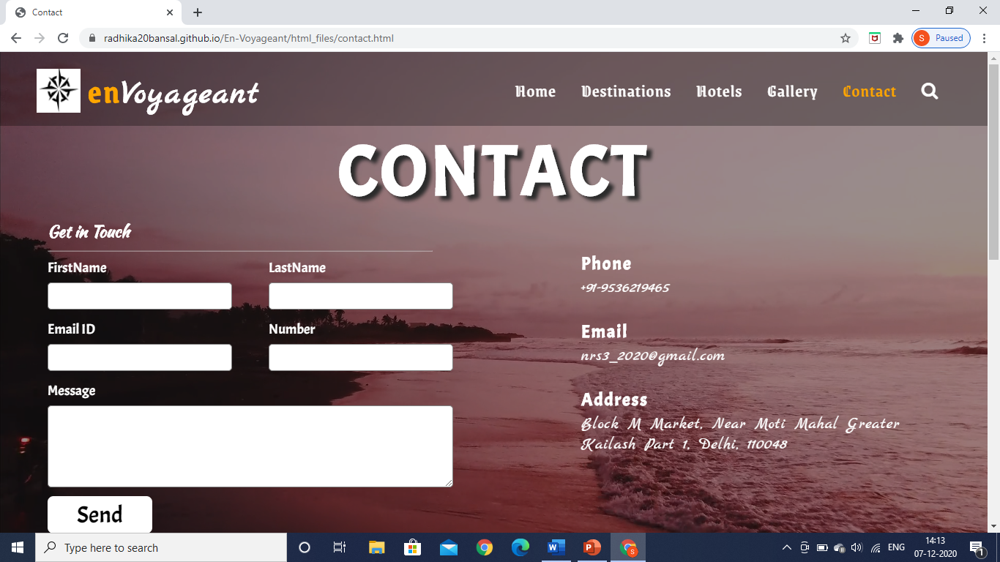 Contact
radhika20bansal.github.io/En-Voyageant/html_files/contact.html
S Paused
enVoyageant
Home Destinations Hotels Gallery Contact
CONTACT
Get in Touch
FirstName LastName
Email ID Number
Message
Send
Phone
+91-9536219465
Email
nrs3_2020@gmail.com
Address
Block M Market, Near Moti Mahal Greater
Kailash Part 1, Delhi, 110048
Type here to search
W P S
ENG
14:13
07-12-2020
1